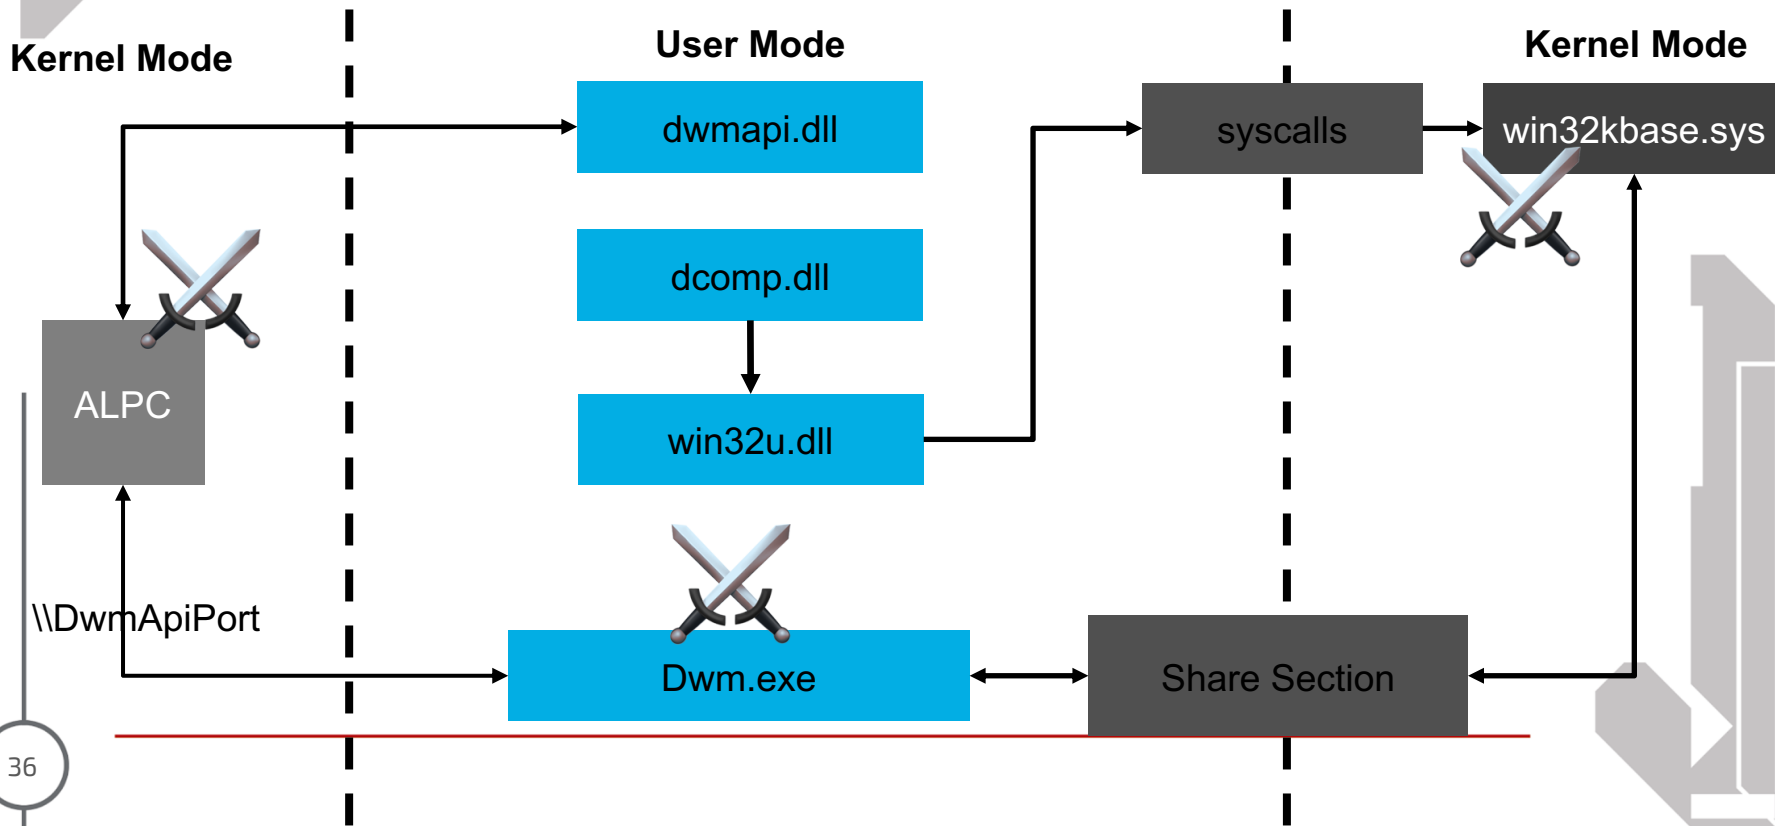 Kernel Mode
User Mode
Kernel Mode
dwmapi.dll
syscalls
win32kbase.sys
dcomp.dll
ALPC
win32u.dll
\\DwmApiPort
Dwm.exe
Share Section
36